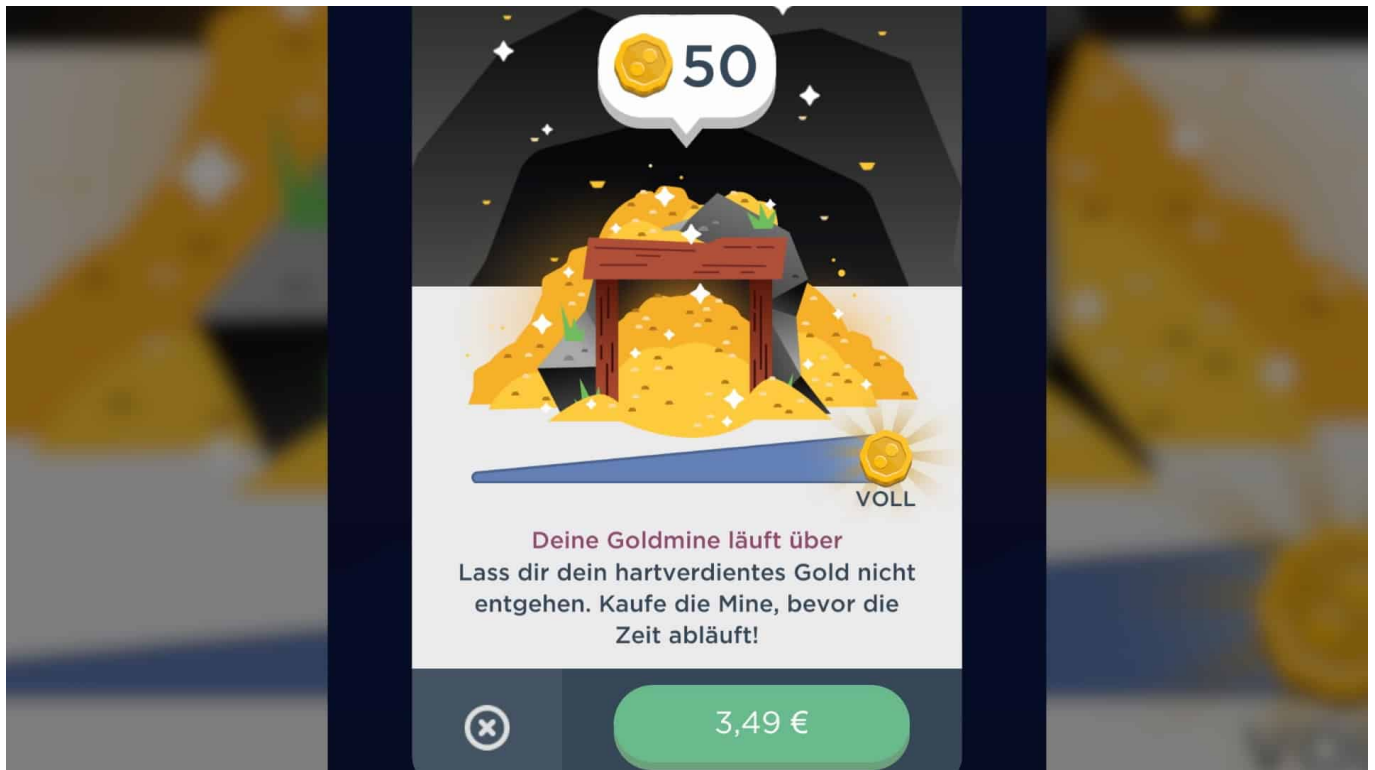 50
VOLL
Deine Goldmine läuft über
Lass dir dein hartverdientes Gold nicht
entgehen. Kaufe die Mine, bevor die
Zeit abläuft!
3,49 €